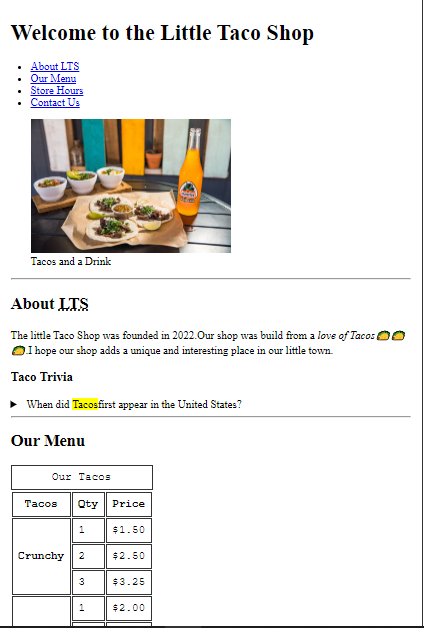 Welcome to the Little Taco Shop
About LTS
Our Menu
Store Hours
Contact Us
Tacos and a Drink
About LTS
The little Taco Shop was founded in 2022.Our shop was build from a love of Tacos🌮🌮
🌮.I hope our shop adds a unique and interesting place in our little town.
Taco Trivia
▶ When did Tacosfirst appear in the United States?
Our Menu
Our Tacos
Tacos Qty Price
1 $1.50
Crunchy 2 $2.50
3 $3.25
1 $2.00